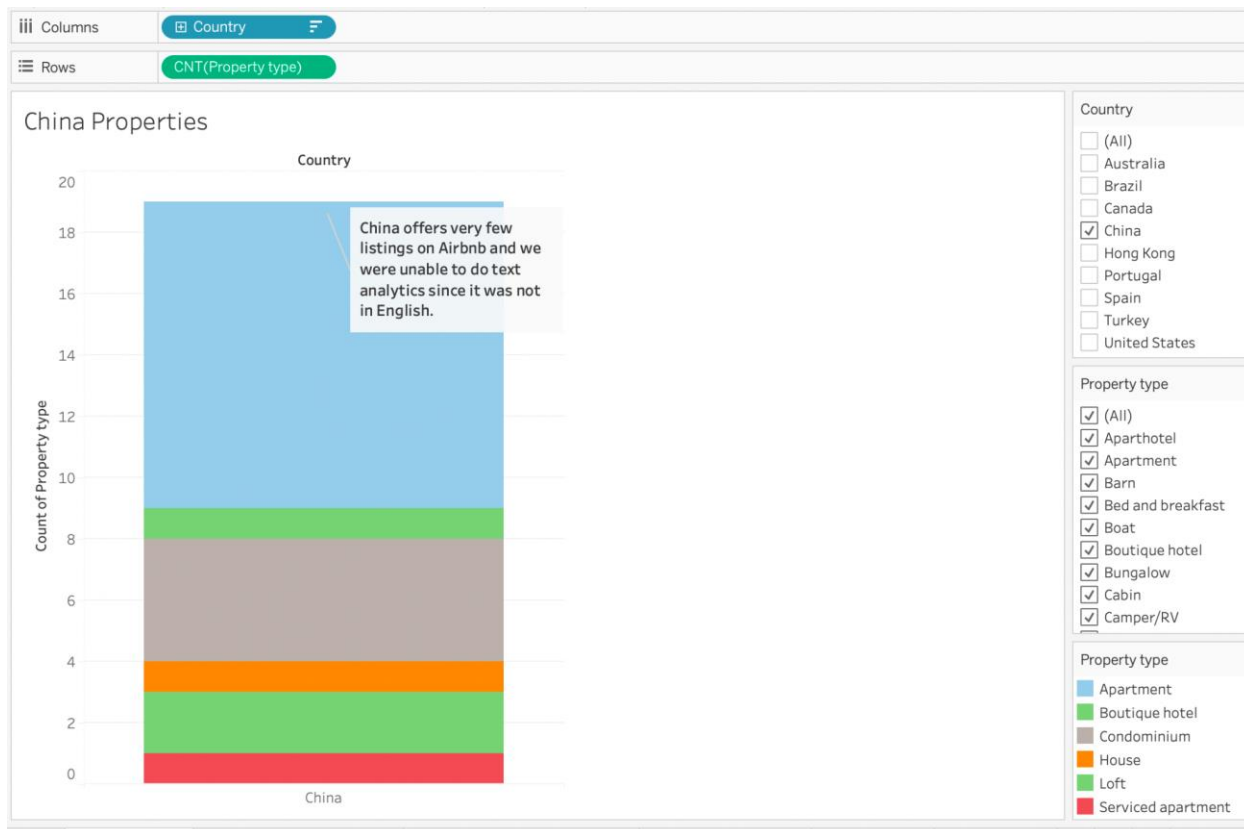 Columns
Country
Rows
CNT(Property type)
China Properties
Country
20
18
16
14
12
10
8
6
4
2
0
Count of Property type
China offers very few
listings on Airbnb and we
were unable to do text
analytics since it was not
in English.
China
Country
(All)
Australia
Brazil
Canada
China
Hong Kong
Portugal
Spain
Turkey
United States
Property type
(All)
Aparthotel
Apartment
Barn
Bed and breakfast
Boat
Boutique hotel
Bungalow
Cabin
Camper/RV
Property type
Apartment
Boutique hotel
Condominium
House
Loft
Serviced apartment